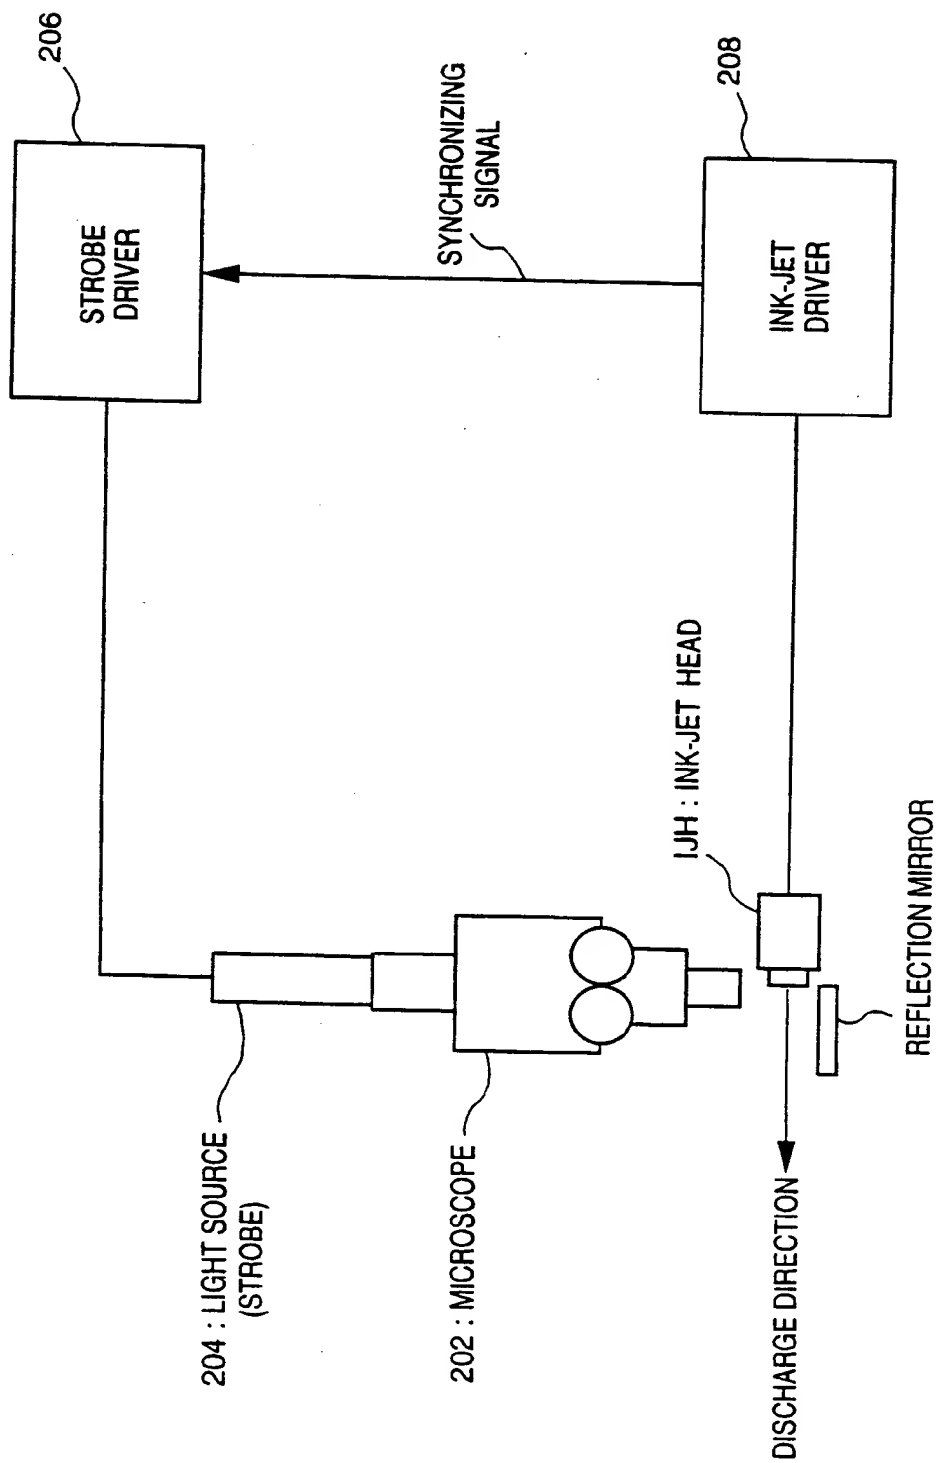 204 : LIGHT SOURCE
(STROBE)
206
STROBE
DRIVER
202 : MICROSCOPE
SYNCHRONIZING
SIGNAL
IJH : INK-JET HEAD
208
DISCHARGE DIRECTION
INK-JET
DRIVER
REFLECTION MIRROR